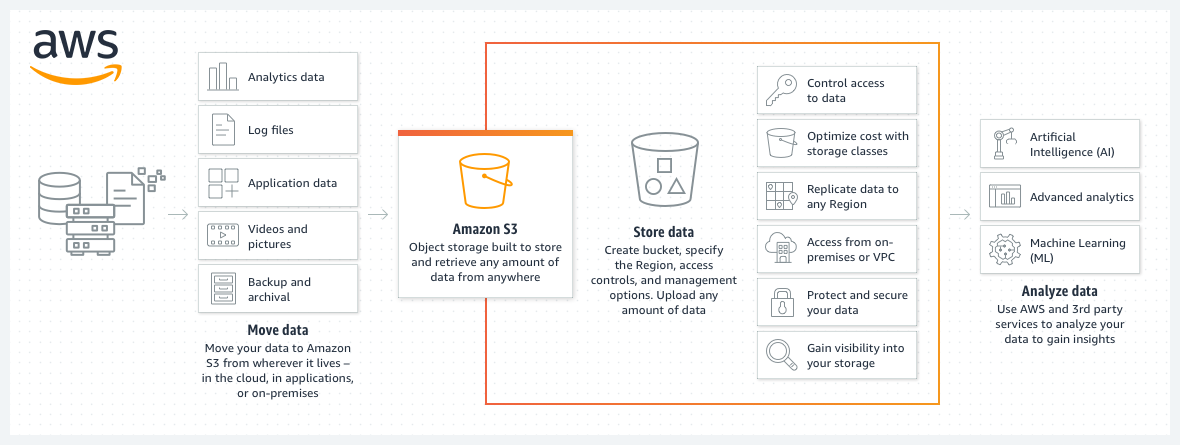 aws
Analytics data
Log files
Application data
Videos and
pictures
Backup and
archival
Move data
Move your data to Amazon
S3 from wherever it lives –
in the cloud, in applications,
or on-premises
Amazon S3
Object storage built to store
and retrieve any amount of
data from anywhere
Store data
Create bucket, specify
the Region, access
controls, and management
options. Upload any
amount of data
Control access
to data
Optimize cost with
storage classes
Replicate data to
any Region
Access from on-
premises or VPC
Protect and secure
your data
Gain visibility into
your storage
Artificial
Intelligence (AI)
Advanced analytics
Machine Learning
(ML)
Analyze data
Use AWS and 3rd party
services to analyze your
data to gain insights